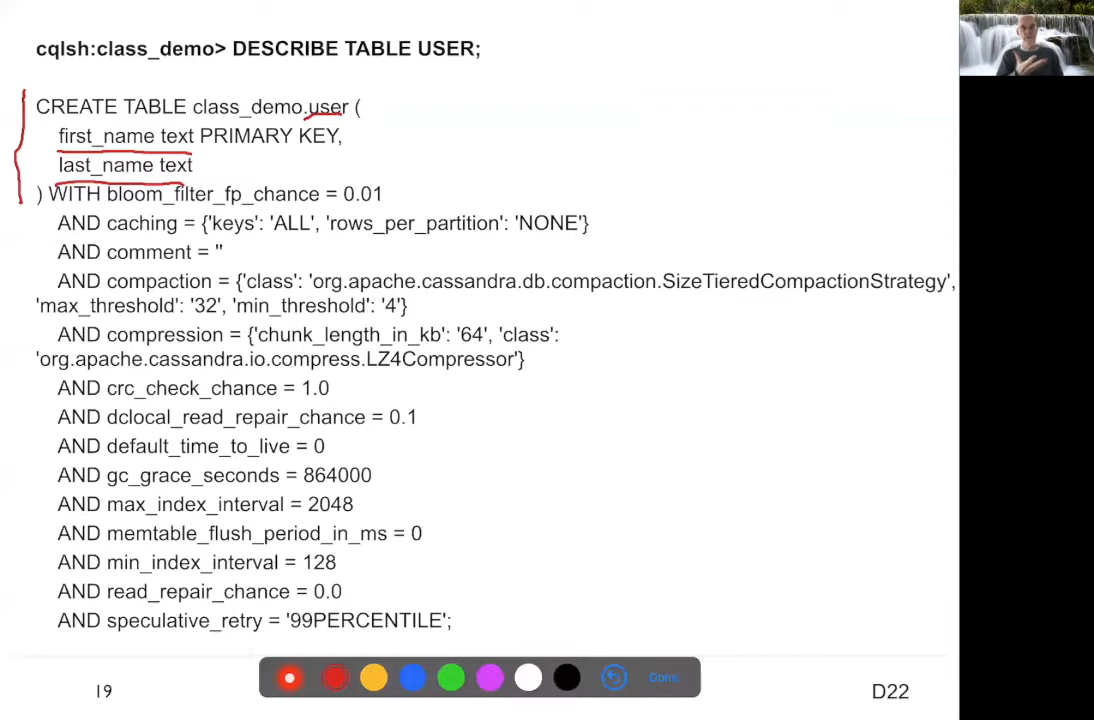 cqlsh:class_demo> DESCRIBE TABLE USER;
CREATE TABLE class_demo.user (
first_name text PRIMARY KEY,
last_name text
) WITH bloom_filter_fp_chance = 0.01
AND caching = {'keys': 'ALL', 'rows_per_partition': 'NONE'}
AND comment = ''
AND compaction = {'class': 'org.apache.cassandra.db.compaction.SizeTieredCompactionStrategy',
'max_threshold': '32', 'min_threshold': '4'}
AND compression = {'chunk_length_in_kb': '64', 'class':
'org.apache.cassandra.io.compress.LZ4Compressor'}
AND crc_check_chance = 1.0
AND dclocal_read_repair_chance = 0.1
AND default_time_to_live = 0
AND gc_grace_seconds = 864000
AND max_index_interval = 2048
AND memtable_flush_period_in_ms = 0
AND min_index_interval = 128
AND read_repair_chance = 0.0
AND speculative_retry = '99PERCENTILE';
Done
19
D22